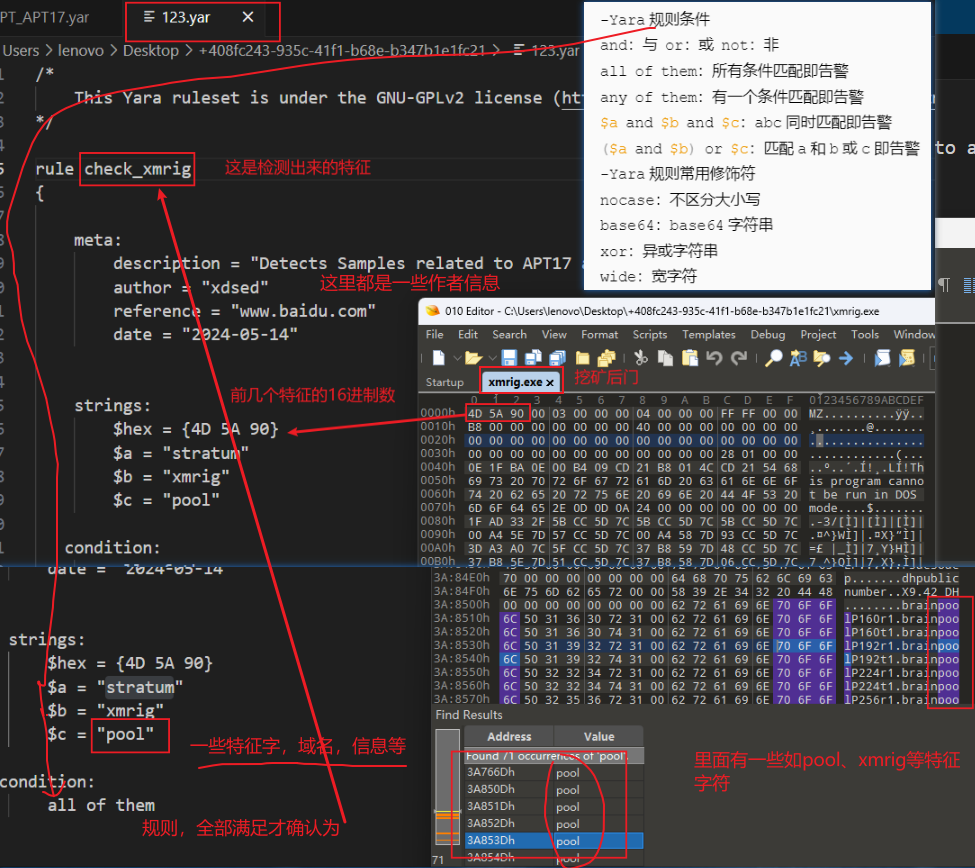 PT_APT17.yar
123.yar
Users > lenovo > Desktop > +408fc243-935c-41f1-b68e-b347b1e1fc21 > 123.yar
/*
This Yara ruleset is under the GNU-GPLv2 license (
*/
rule check_xmrig
这是检测出来的特征
{
meta:
description = "Detects Samples related to APT17
author = "xdsed"
这里都是一些作者信息
reference = "www.baidu.com"
date = "2024-05-14"
前几个特征的16进制数
strings:
$hex = {4D 5A 90}
$a = "stratum"
$b = "xmrig"
$c = "pool"
condition:
-Yara 规则条件
and：与 or：或 not：非
all of them：所有条件匹配即告警
any of them：有一个条件匹配即告警
$a and $b and $c：abc 同时匹配即告警
($a and $b) or $c：匹配 a 和 b 或 c 即告警
-Yara 规则常用修饰符
nocase：不区分大小写
base64：base64 字符串
xor：异或字符串
wide：宽字符
to a
010 Editor - C:\Users\lenovo\Desktop\+408fc243-935c-41f1-b68e-b347b1e1fc21\xmrig.exe
File Edit Search View Format Scripts Templates Debug Project Tools Window
Startup
xmrig.exe
挖矿后门
0 1 2 3 4 5 6 7 8 9 A B C D E F 0123456789ABCDEF
0000h 4D 5A 90 00 03 00 00 00 04 00 00 00 FF FF 00 00 MZ..........ÿÿ..
0010h B8 00 00 00 00 00 00 00 40 00 00 00 00 00 00 00 ¸.......@.......
0020h 00 00 00 00 00 00 00 00 00 00 00 00 00 00 00 00 ................
0030h 00 00 00 00 00 00 00 00 00 00 00 00 28 01 00 00 ............(...
0040h 0E 1F BA 0E 00 B4 09 CD 21 B8 01 4C CD 21 54 68 ..º..´.Í!¸.LÍ!Th
0050h 69 73 20 70 72 6F 67 72 61 6D 20 63 61 6E 6E 6F is program canno
0060h 74 20 62 65 20 72 75 6E 20 69 6E 20 44 4F 53 20 t be run in DOS
0070h 6D 6F 64 65 2E 0D 0D 0A 24 00 00 00 00 00 00 00 mode....$.......
0080h 1F AD 33 2F 5B CC 5D 7C 5B CC 5D 7C 5B CC 5D 7C .-3/[Ì]|[Ì]|[Ì]|
0090h 00 A4 5E 7D 57 CC 5D 7C 00 A4 58 7D 93 CC 5D 7C .¤^}WÌ]|.¤X}“Ì]|
00A0h 3D A3 A0 7C 5F CC 5D 7C 37 B8 59 7D 48 CC 5D 7C =£ |_Ì]|7¸Y}HÌ]|
date = "2024-05-14
strings:
$hex = {4D 5A 90}
$a = "stratum"
$b = "xmrig"
$c = "pool"
一些特征字，域名，信息等
condition:
all of them
规则，全部满足才确认为
3A:84E0h 70 00 00 00 00 00 00 00 64 68 70 75 62 6C 69 63 p.......dhpublic
3A:84F0h 6E 75 6D 62 65 72 00 00 58 39 2E 34 32 20 44 48 number..X9.42 DH
3A:8500h 00 00 00 00 00 00 00 00 62 72 61 69 6E 70 6F 6F ........brainpoo
3A:8510h 6C 50 31 36 30 72 31 00 62 72 61 69 6E 70 6F 6F lP160r1.brainpoo
3A:8520h 6C 50 31 36 30 74 31 00 62 72 61 69 6E 70 6F 6F lP160t1.brainpoo
3A:8530h 6C 50 31 39 32 72 31 00 62 72 61 69 6E 70 6F 6F lP192r1.brainpoo
3A:8540h 6C 50 31 39 32 74 31 00 62 72 61 69 6E 70 6F 6F lP192t1.brainpoo
3A:8550h 6C 50 32 32 34 72 31 00 62 72 61 69 6E 70 6F 6F lP224r1.brainpoo
3A:8560h 6C 50 32 32 34 74 31 00 62 72 61 69 6E 70 6F 6F lP224t1.brainpoo
3A:8570h 6C 50 32 35 36 72 31 00 62 72 61 69 6E 70 6F 6F lP256r1.brainpoo
Find Results
Address Value
Found 71 occurrences of 'pool'
3A766Dh pool
3A850Dh pool
3A851Dh pool
3A852Dh pool
3A853Dh pool
3A854Dh pool
71
里面有一些如pool、xmrig等特征
字符